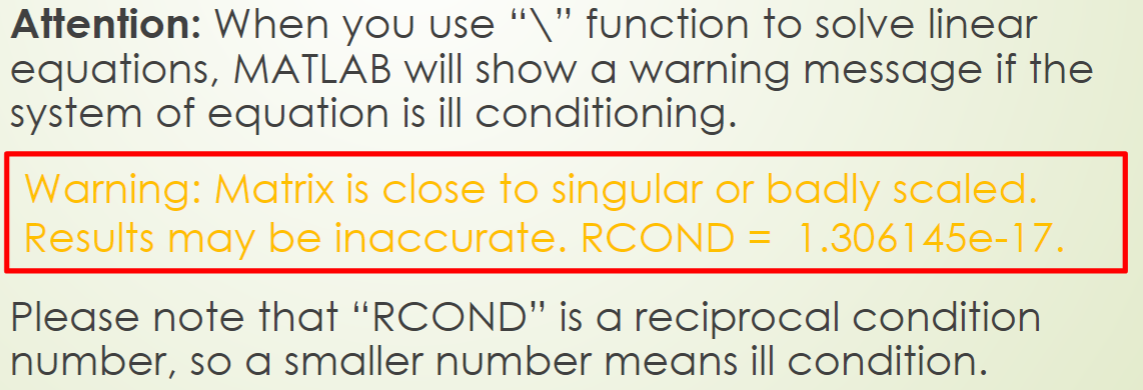 Attention: When you use “\” function to solve linear
equations, MATLAB will show a warning message if the
system of equation is ill conditioning.
Warning: Matrix is close to singular or badly scaled.
Results may be inaccurate. RCOND =  1.306145e-17.
Please note that “RCOND” is a reciprocal condition
number, so a smaller number means ill condition.